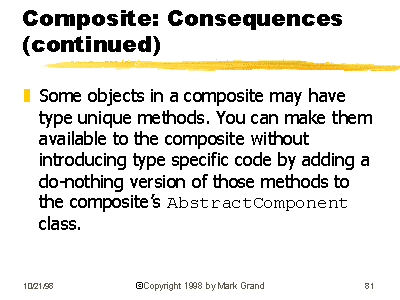 Composite: Consequences
(continued)
Some objects in a composite may have
type unique methods. You can make them
available to the composite without
introducing type specific code by adding a
do-nothing version of those methods to
the composite's AbstractComponent
class.
10/21/98 ©Copyright 1998 by Mark Grand 81